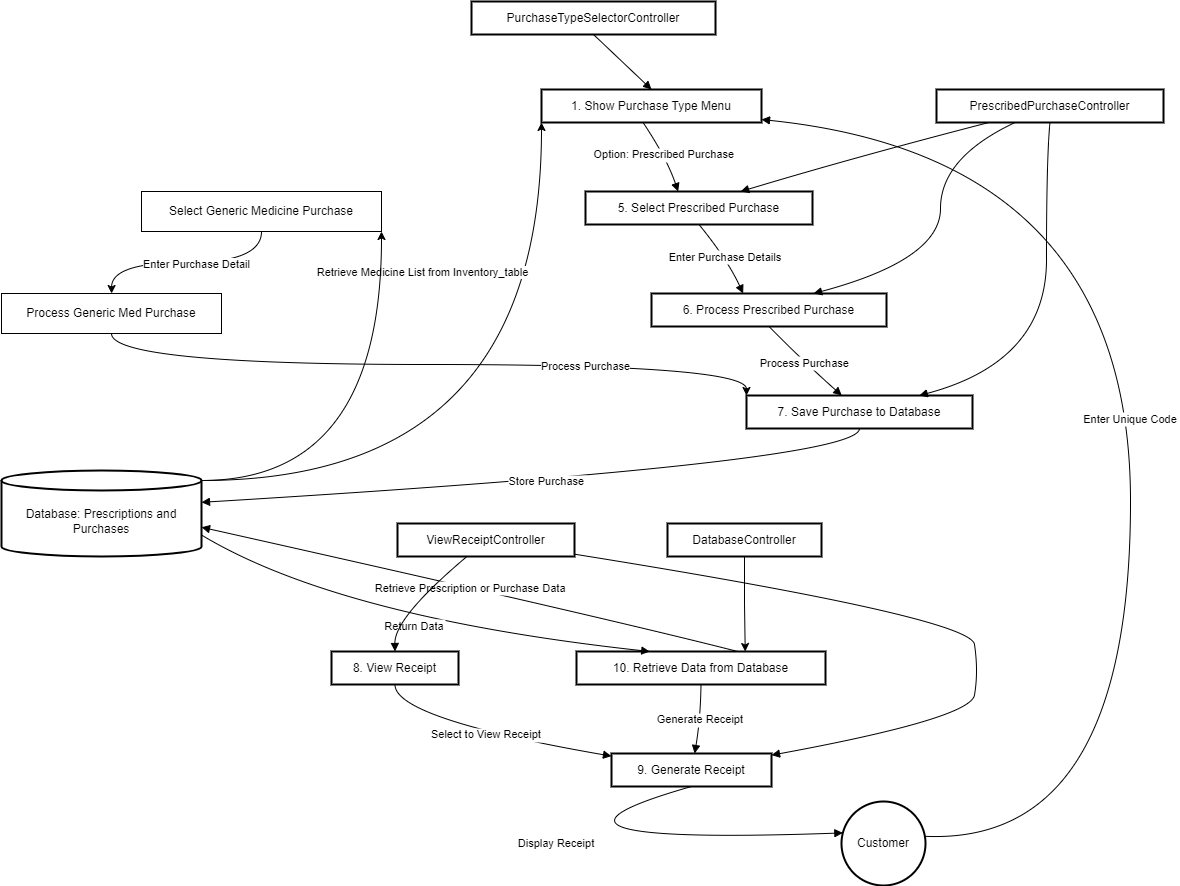 PurchaseTypeSelectorController
1. Show Purchase Type Menu
PrescribedPurchaseController
Option: Prescribed Purchase
Select Generic Medicine Purchase
5. Select Prescribed Purchase
Enter Purchase Detail
Retrieve Medicine List from Inventory_table
Enter Purchase Details
Process Generic Med Purchase
6. Process Prescribed Purchase
Process Purchase
Process Purchase
7. Save Purchase to Database
Enter Unique Code
Store Purchase
Database: Prescriptions and
Purchases
ViewReceiptController
DatabaseController
Retrieve Prescription or Purchase Data
Return Data
8. View Receipt
10. Retrieve Data from Database
Generate Receipt
Select to View Receipt
9. Generate Receipt
Display Receipt
Customer